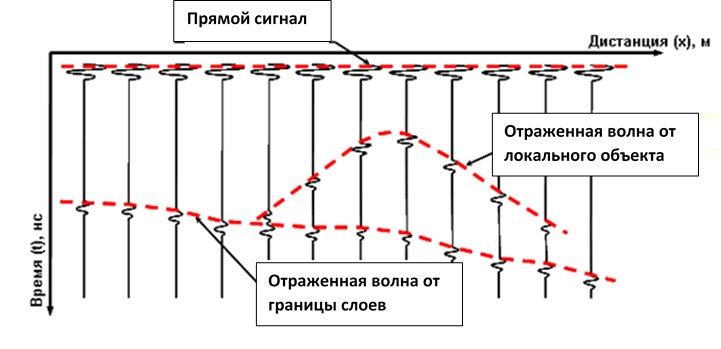 Прямой сигнал
Дистанция (x), м
Отраженная волна от
локального объекта
Время (t), нс
Отраженная волна от
границы слоев